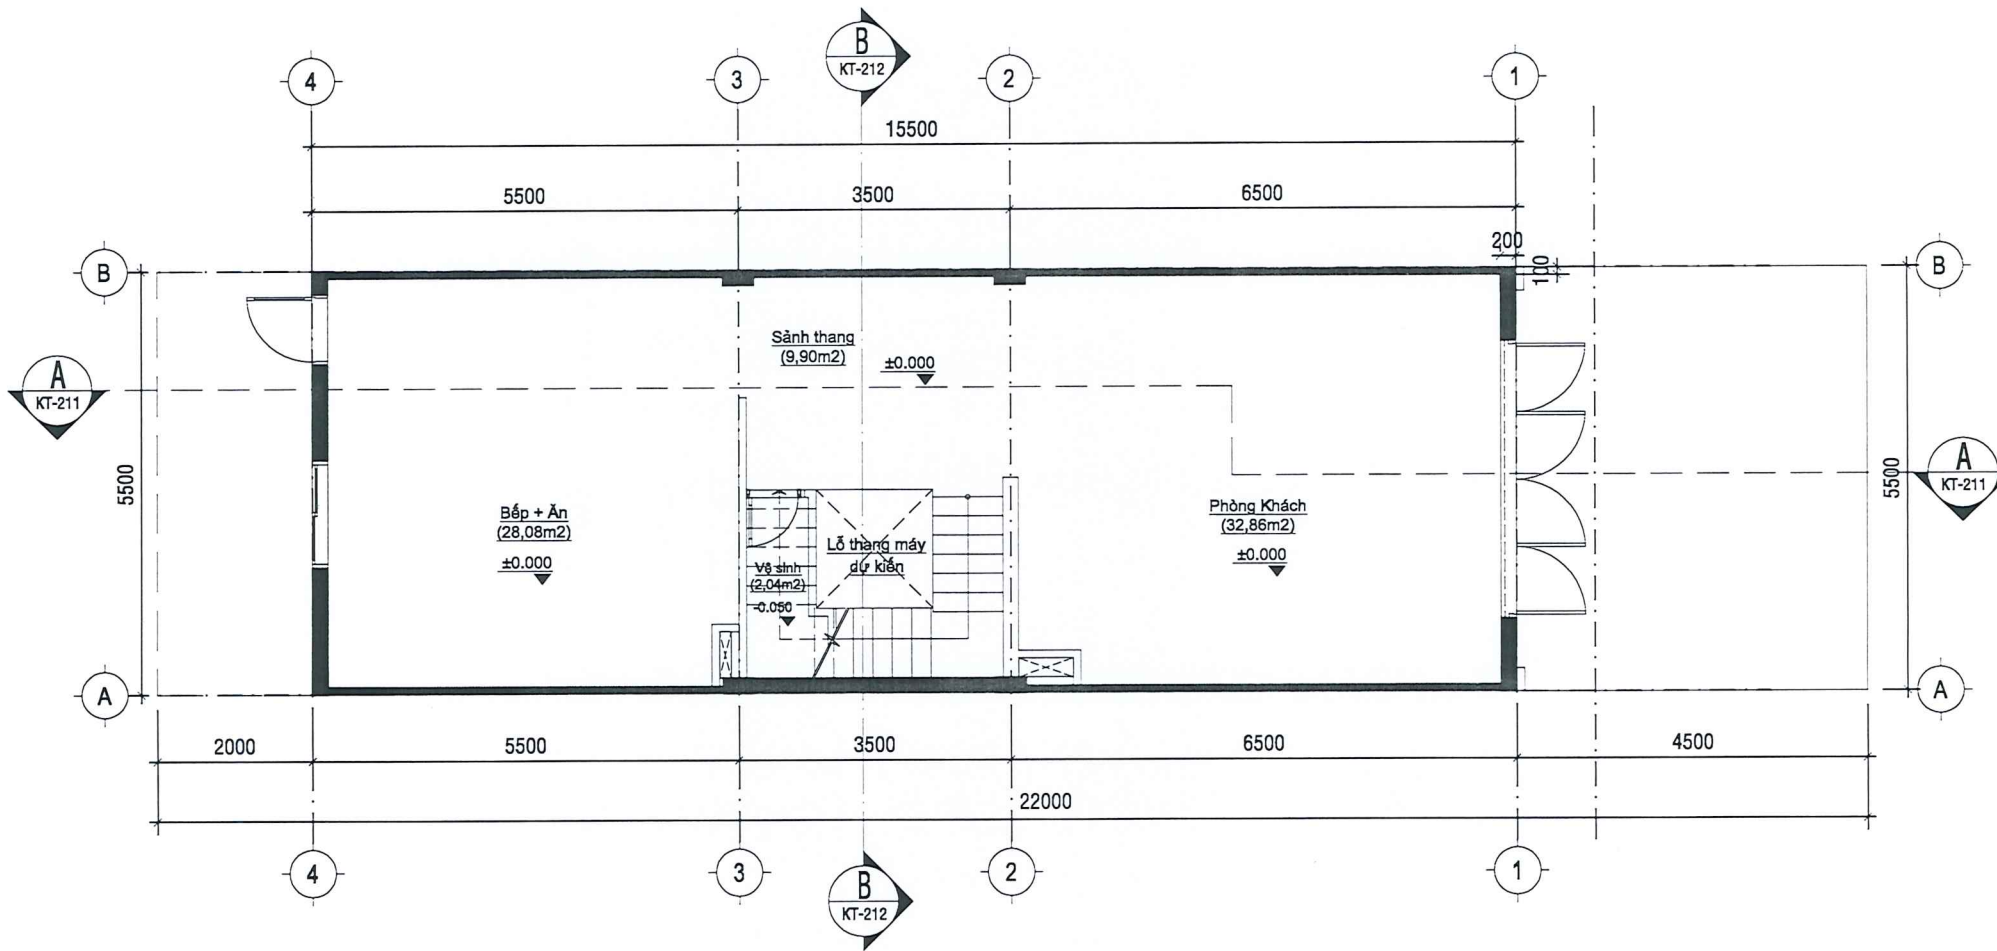 B
KT-212
4
3
2
1
15500
5500
3500
6500
200
100
B
B
Sảnh thang
(9,90m2)
±0.000
A
KT-211
A
KT-211
5500
5500
Bếp + Ăn
(28,08m2)
±0.000
Lỗ thang máy
dự kiến
Vệ sinh
(2,04m2)
-0.050
Phòng Khách
(32,86m2)
±0.000
A
A
2000
5500
3500
6500
4500
22000
4
3
2
1
B
KT-212